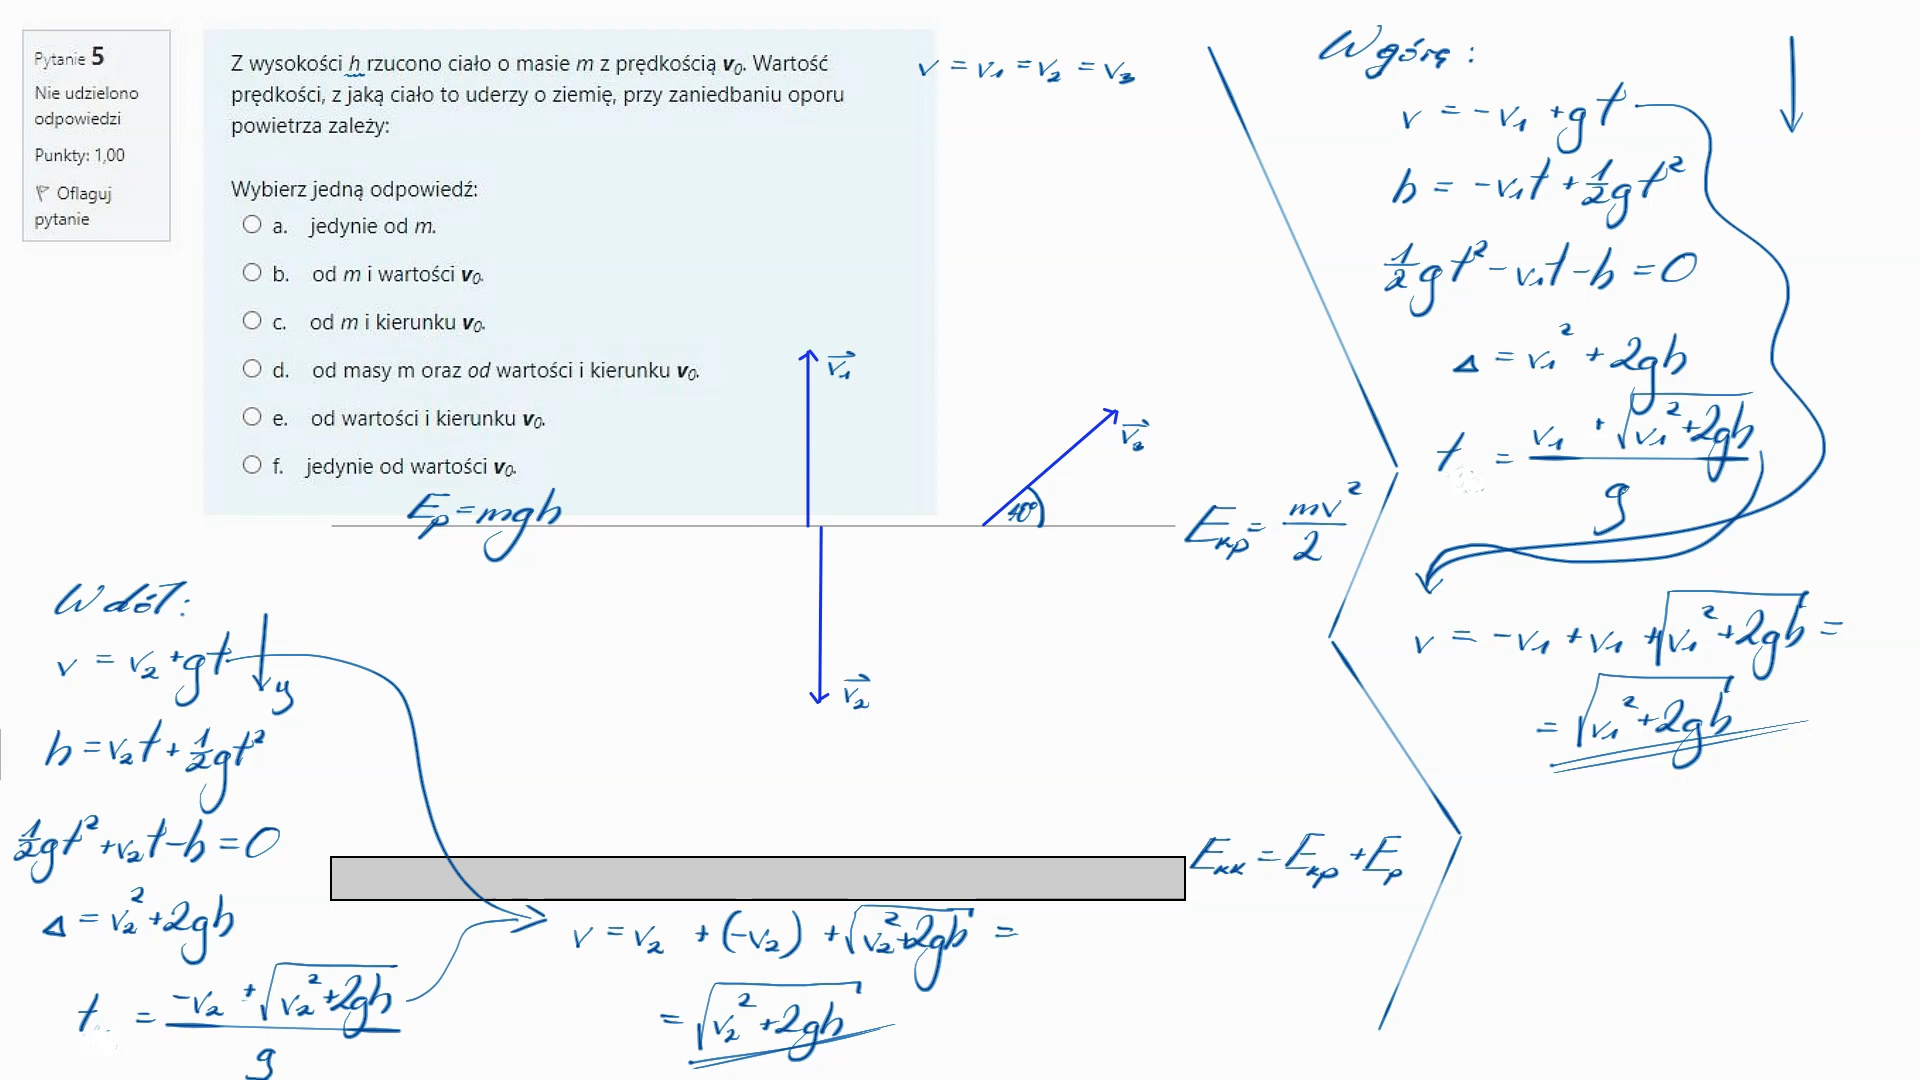 Pytanie 5
Nie udzielono
odpowiedzi
Punkty: 1,00
Oflaguj
pytanie
Z wysokości h rzucono ciało o masie m z prędkością v₀. Wartość
prędkości, z jaką ciało to uderzy o ziemię, przy zaniedbaniu oporu
powietrza zależy:
Wybierz jedną odpowiedź:
a. jedynie od m.
b. od m i wartości v₀.
c. od m i kierunku v₀.
d. od masy m oraz od wartości i kierunku v₀.
e. od wartości i kierunku v₀.
f. jedynie od wartości v₀.
v = v₁ = v₂ = v₃
v₁
v₃
40°
v₂
Eₚ = mgh
Eₖₚ = mv²/2
Eₖₖ = Eₖₚ + Eₚ
W dół:
v = v₂ + gt
y
h = v₂t + ½gt²
½gt² + v₂t - h = 0
Δ = v₂² + 2gh
t = (-v₂ + √(v₂² + 2gh))/g
v = v₂ + (-v₂) + √(v₂² + 2gh) =
= √(v₂² + 2gh)
W górę:
v = -v₁ + gt
h = -v₁t + ½gt²
½gt² - v₁t - h = 0
Δ = v₁² + 2gh
t = (v₁ + √(v₁² + 2gh))/g
v = -v₁ + v₁ + √(v₁² + 2gh) =
= √(v₁² + 2gh)